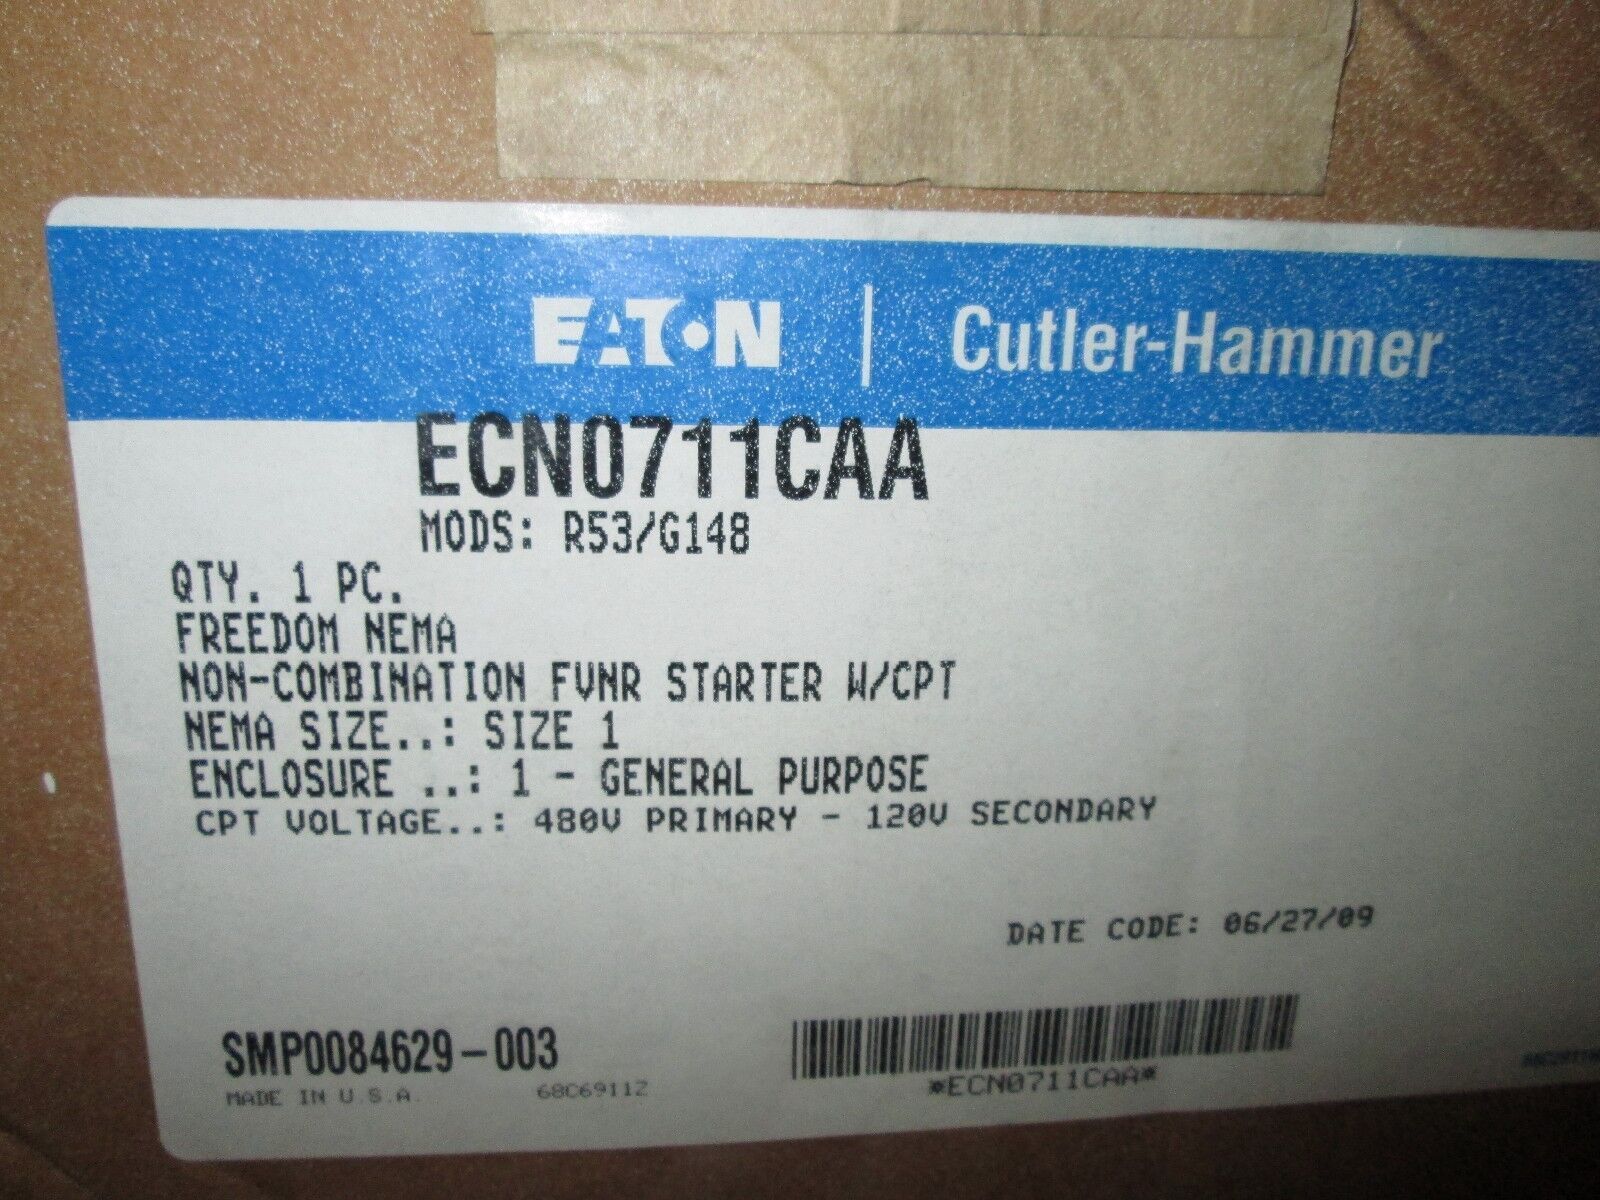 EATON | Cutler-Hammer
ECN0711CAA
MODS: R53/G148
QTY. 1 PC.
FREEDOM NEMA
NON-COMBINATION FVNR STARTER W/CPT
NEMA SIZE..: SIZE 1
ENCLOSURE ..: 1 - GENERAL PURPOSE
CPT VOLTAGE..: 480V PRIMARY - 120V SECONDARY
DATE CODE: 06/27/09
SMP0084629-003
MADE IN U.S.A. 68C69112
*ECN0711CAA*